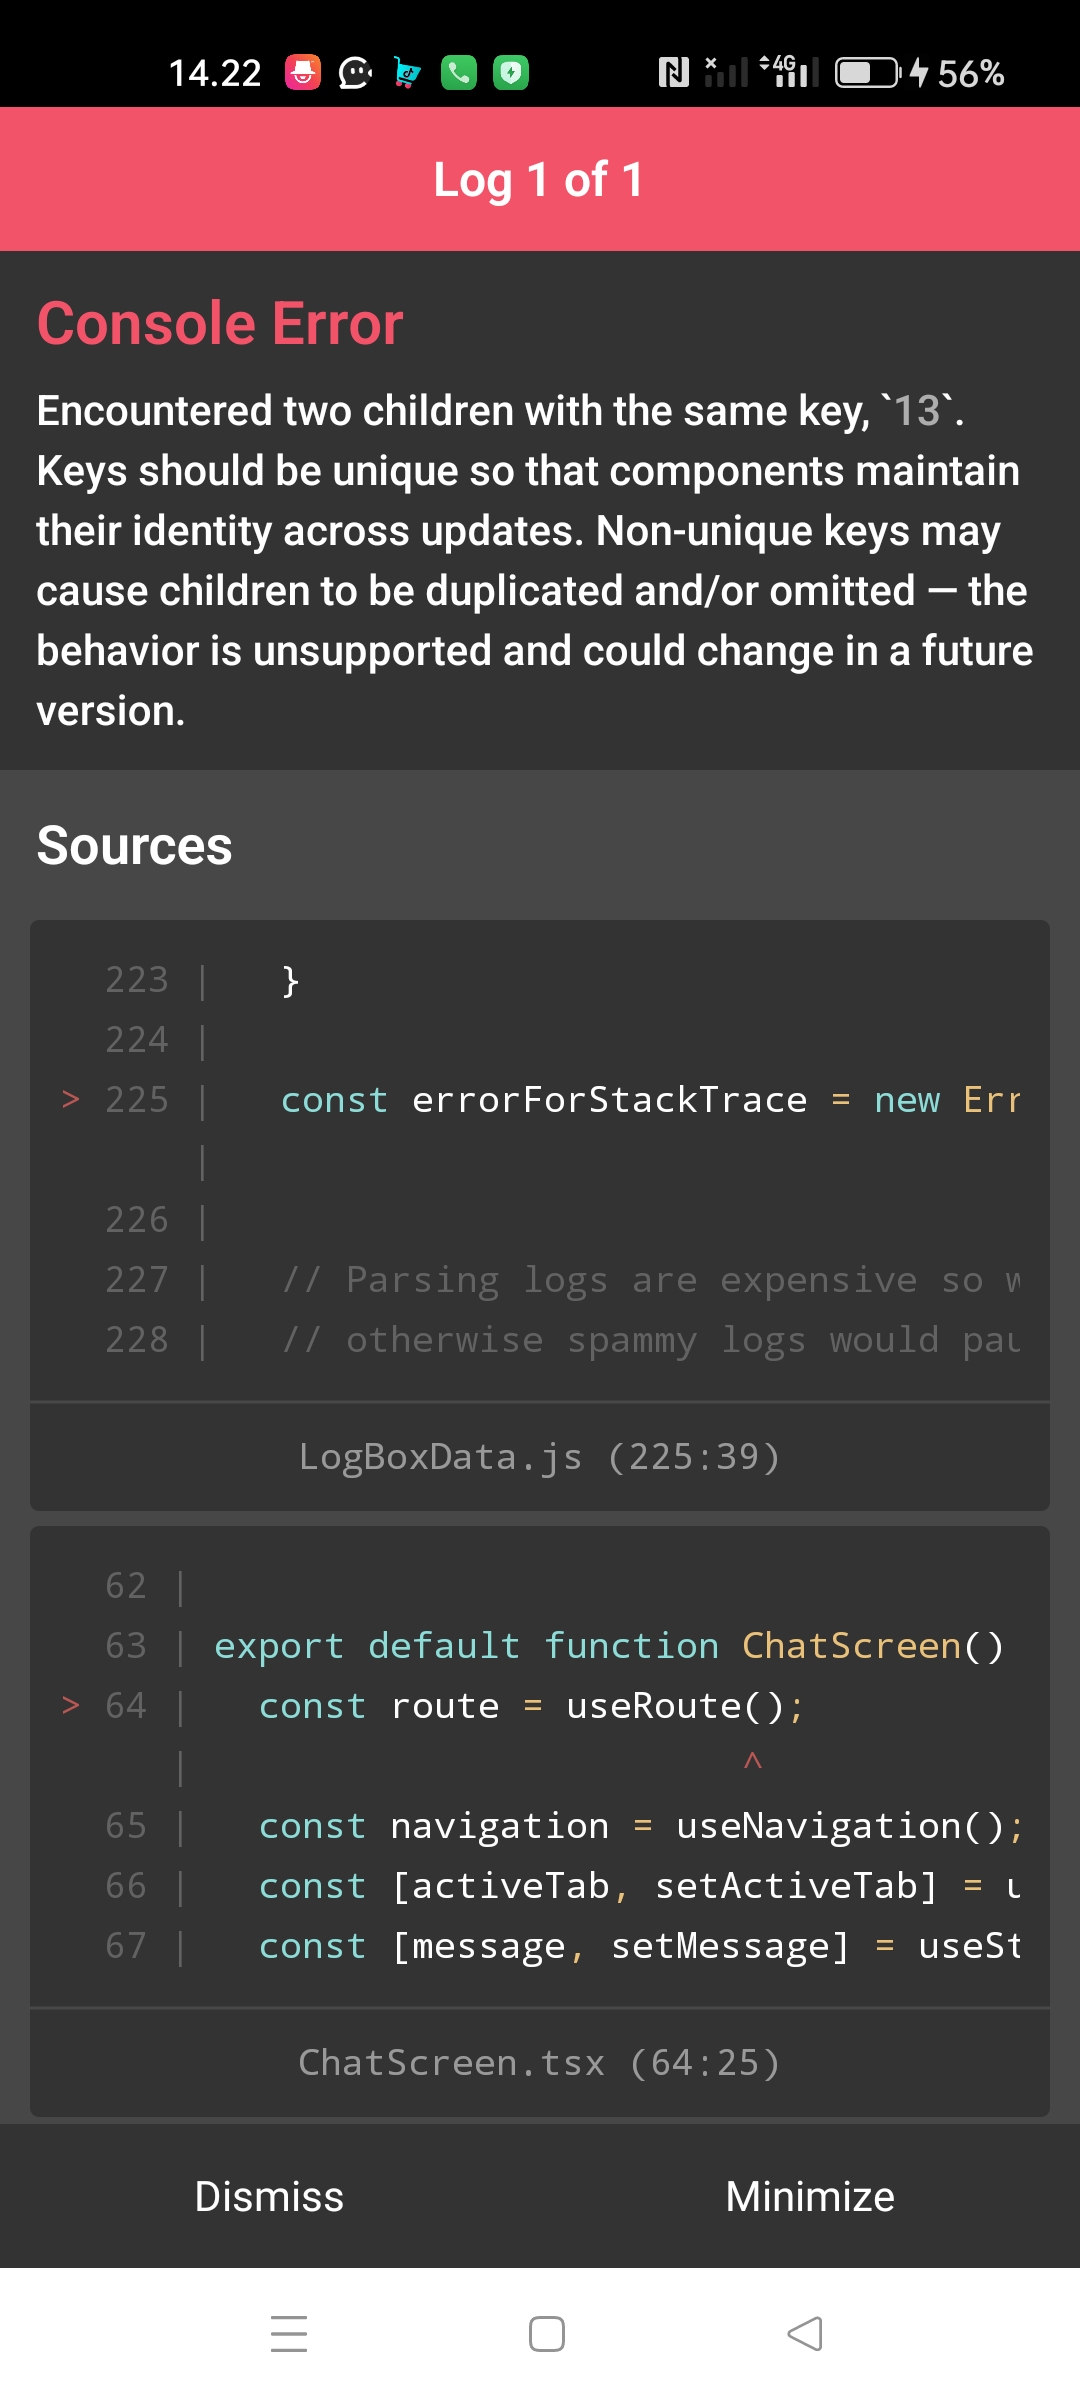 14.22 4G 56%
Log 1 of 1
Console Error
Encountered two children with the same key, `13`.
Keys should be unique so that components maintain
their identity across updates. Non-unique keys may
cause children to be duplicated and/or omitted — the
behavior is unsupported and could change in a future
version.
Sources
223 |   }
224 |
> 225 |   const errorForStackTrace = new Err
|
226 |
227 |   // Parsing logs are expensive so w
228 |   // otherwise spammy logs would pau
LogBoxData.js (225:39)
62 |
63 | export default function ChatScreen()
> 64 |   const route = useRoute();
|                          ^
65 |   const navigation = useNavigation();
66 |   const [activeTab, setActiveTab] = u
67 |   const [message, setMessage] = useSt
ChatScreen.tsx (64:25)
Dismiss Minimize